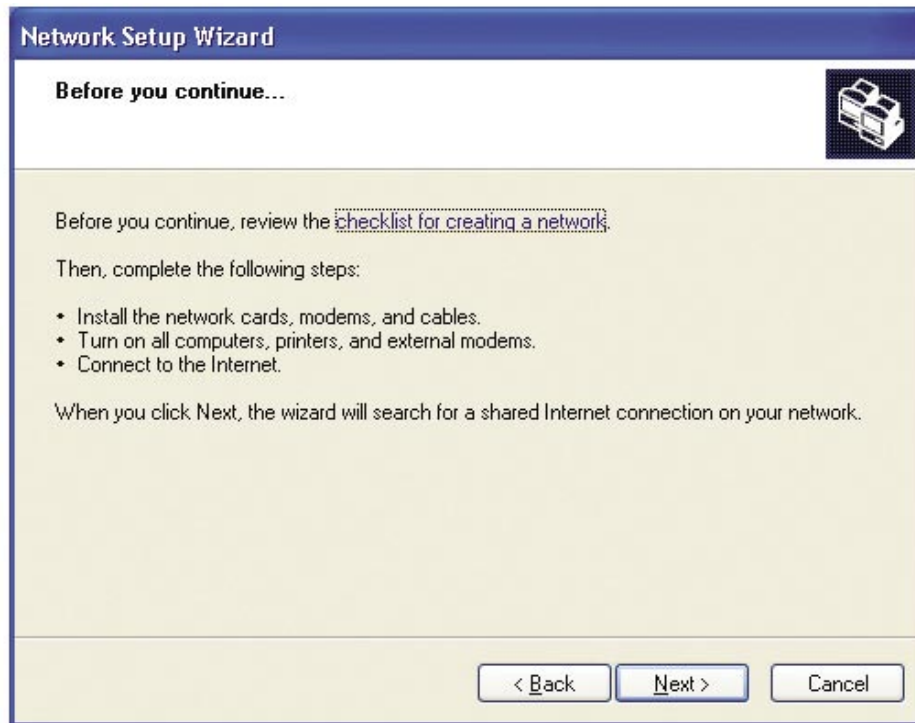 Network Setup Wizard
Before you continue...
Before you continue, review the checklist for creating a network.
Then, complete the following steps:
• Install the network cards, modems, and cables.
• Turn on all computers, printers, and external modems.
• Connect to the Internet.
When you click Next, the wizard will search for a shared Internet connection on your network.
< Back Next > Cancel